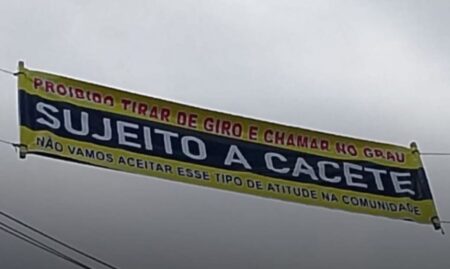 PROIBIDO TIRAR DE GIRO E CHAMAR NO GRAU
SUJEITO A CACETE
NÃO VAMOS ACEITAR ESSE TIPO DE ATITUDE NA COMUNIDADE